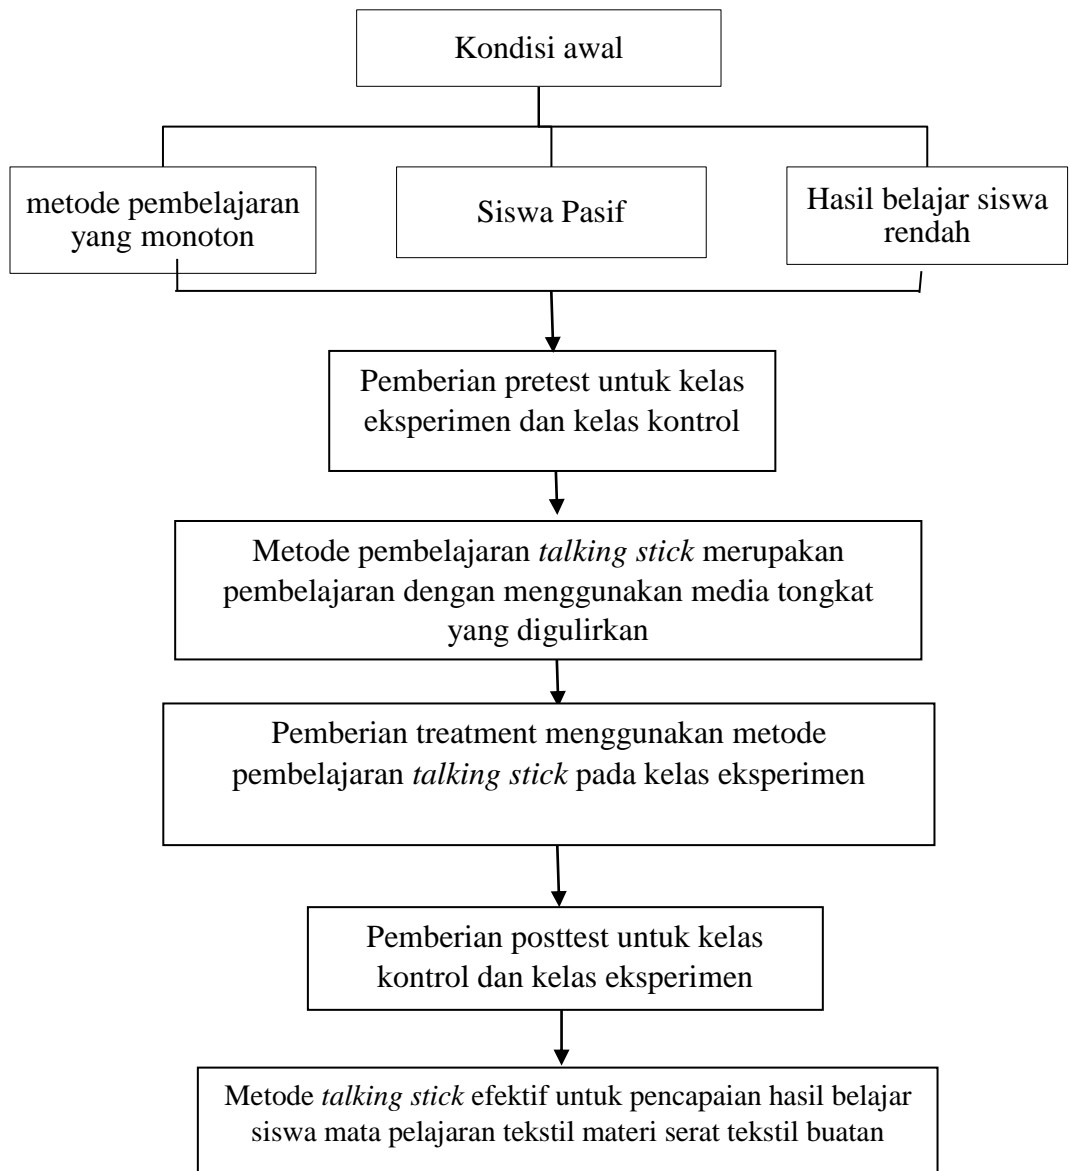 Kondisi awal
metode pembelajaran
yang monoton
Siswa Pasif
Hasil belajar siswa
rendah
Pemberian pretest untuk kelas
eksperimen dan kelas kontrol
Metode pembelajaran talking stick merupakan
pembelajaran dengan menggunakan media tongkat
yang digulirkan
Pemberian treatment menggunakan metode
pembelajaran talking stick pada kelas eksperimen
Pemberian posttest untuk kelas
kontrol dan kelas eksperimen
Metode talking stick efektif untuk pencapaian hasil belajar
siswa mata pelajaran tekstil materi serat tekstil buatan